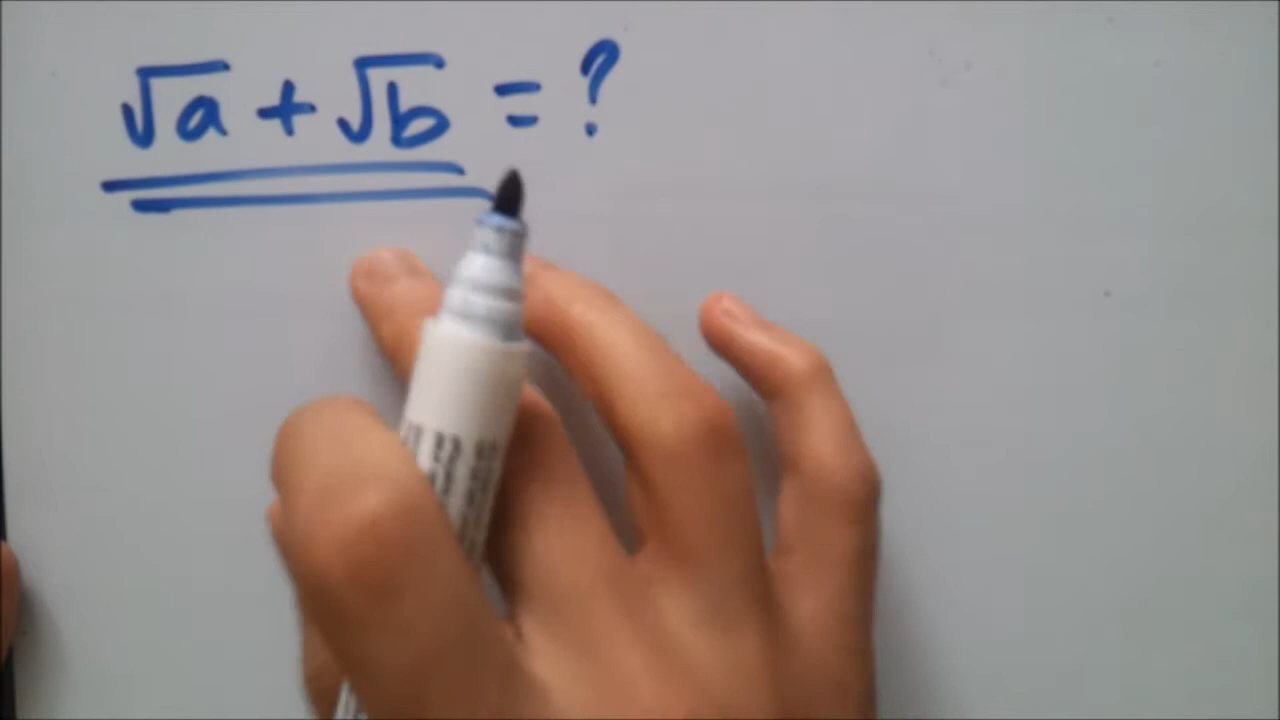 √a + √b = ?